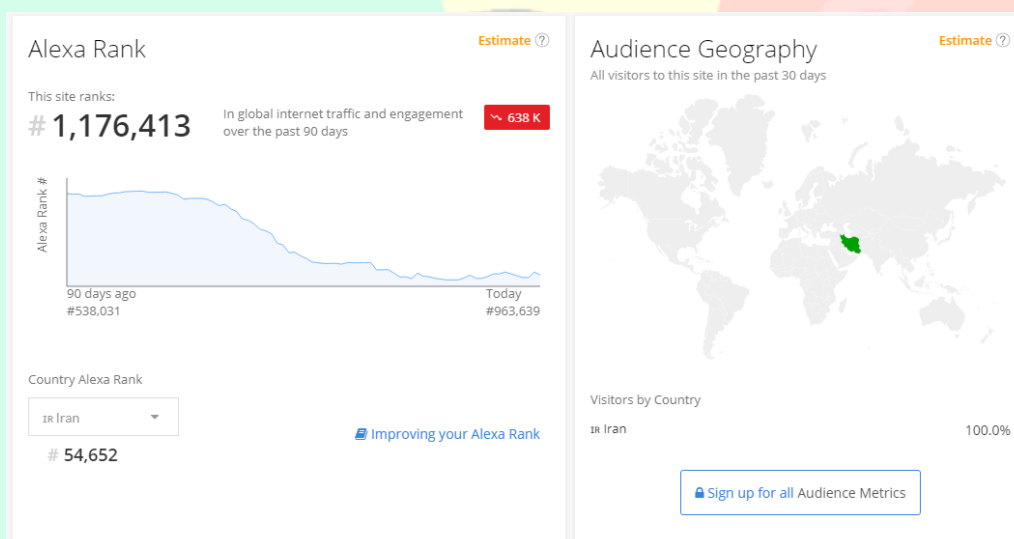 Alexa Rank
Estimate ?
This site ranks:
# 1,176,413
In global internet traffic and engagement
over the past 90 days
638 K
Alexa Rank #
90 days ago
#538,031
Today
#963,639
Country Alexa Rank
IR Iran
# 54,652
Improving your Alexa Rank
Audience Geography
Estimate ?
All visitors to this site in the past 30 days
Visitors by Country
IR Iran
100.0%
Sign up for all Audience Metrics